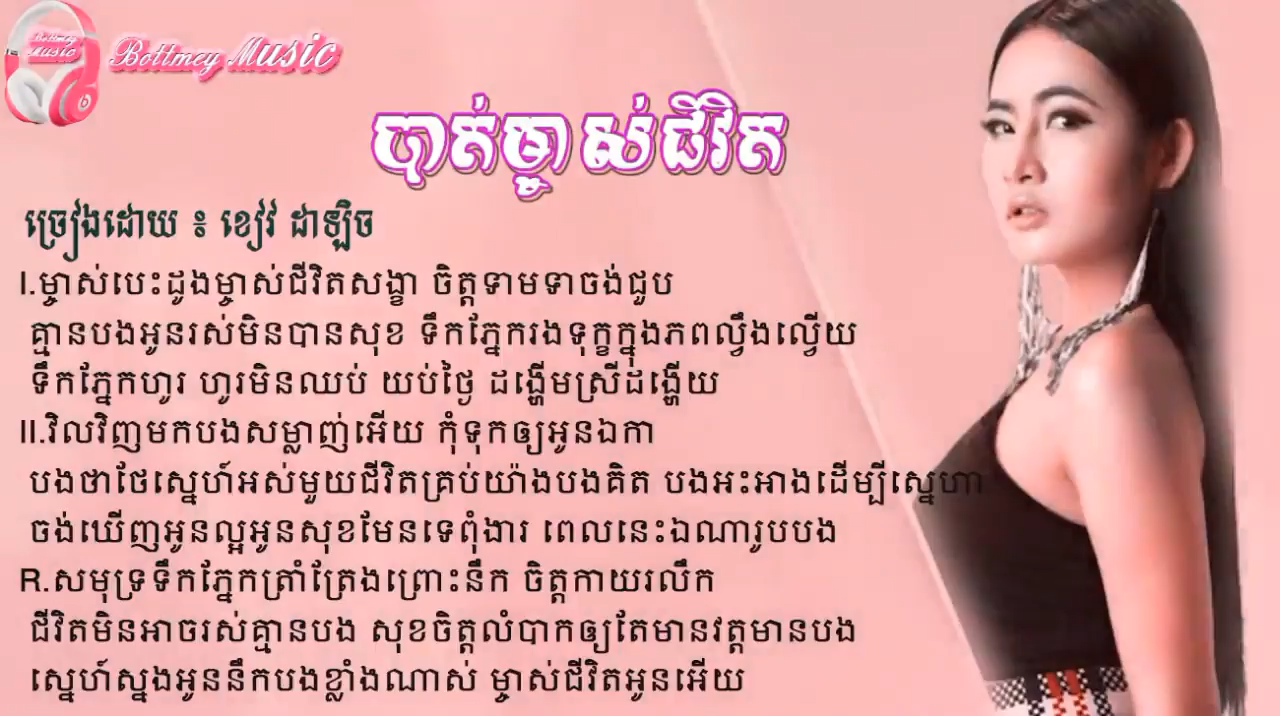 Bottmey
Music
Bottmey Music
បាត់ម្ចាស់ជីវិត
ច្រៀងដោយ ៖ ខៀវ ដាឡិច
I.ម្ចាស់បេះដូងម្ចាស់ជីវិតសង្ខា ចិត្តទាមទាចង់ជួប
គ្មានបងអូនរស់មិនបានសុខ ទឹកភ្នែករងទុក្ខក្នុងភពល្វឹងល្វើយ
ទឹកភ្នែកហូរ ហូរមិនឈប់ យប់ថ្ងៃ ដង្ហើមស្រីដង្ហើយ
II.វិលវិញមកបងសម្លាញ់អើយ កុំទុកឲ្យអូនឯកា
បងថាថែស្នេហ៍អស់មួយជីវិតគ្រប់យ៉ាងបងគិត បងអះអាងដើម្បីស្នេហា
ចង់ឃើញអូនល្អអូនសុខមែនទេពុំងារ ពេលនេះឯណារូបបង
R.សមុទ្រទឹកភ្នែកត្រាំត្រែងព្រោះនឹក ចិត្តកាយរលឹក
ជីវិតមិនអាចរស់គ្មានបង សុខចិត្តលំបាកឲ្យតែមានវត្តមានបង
ស្នេហ៍ស្នងអូននឹកបងខ្លាំងណាស់ ម្ចាស់ជីវិតអូនអើយ